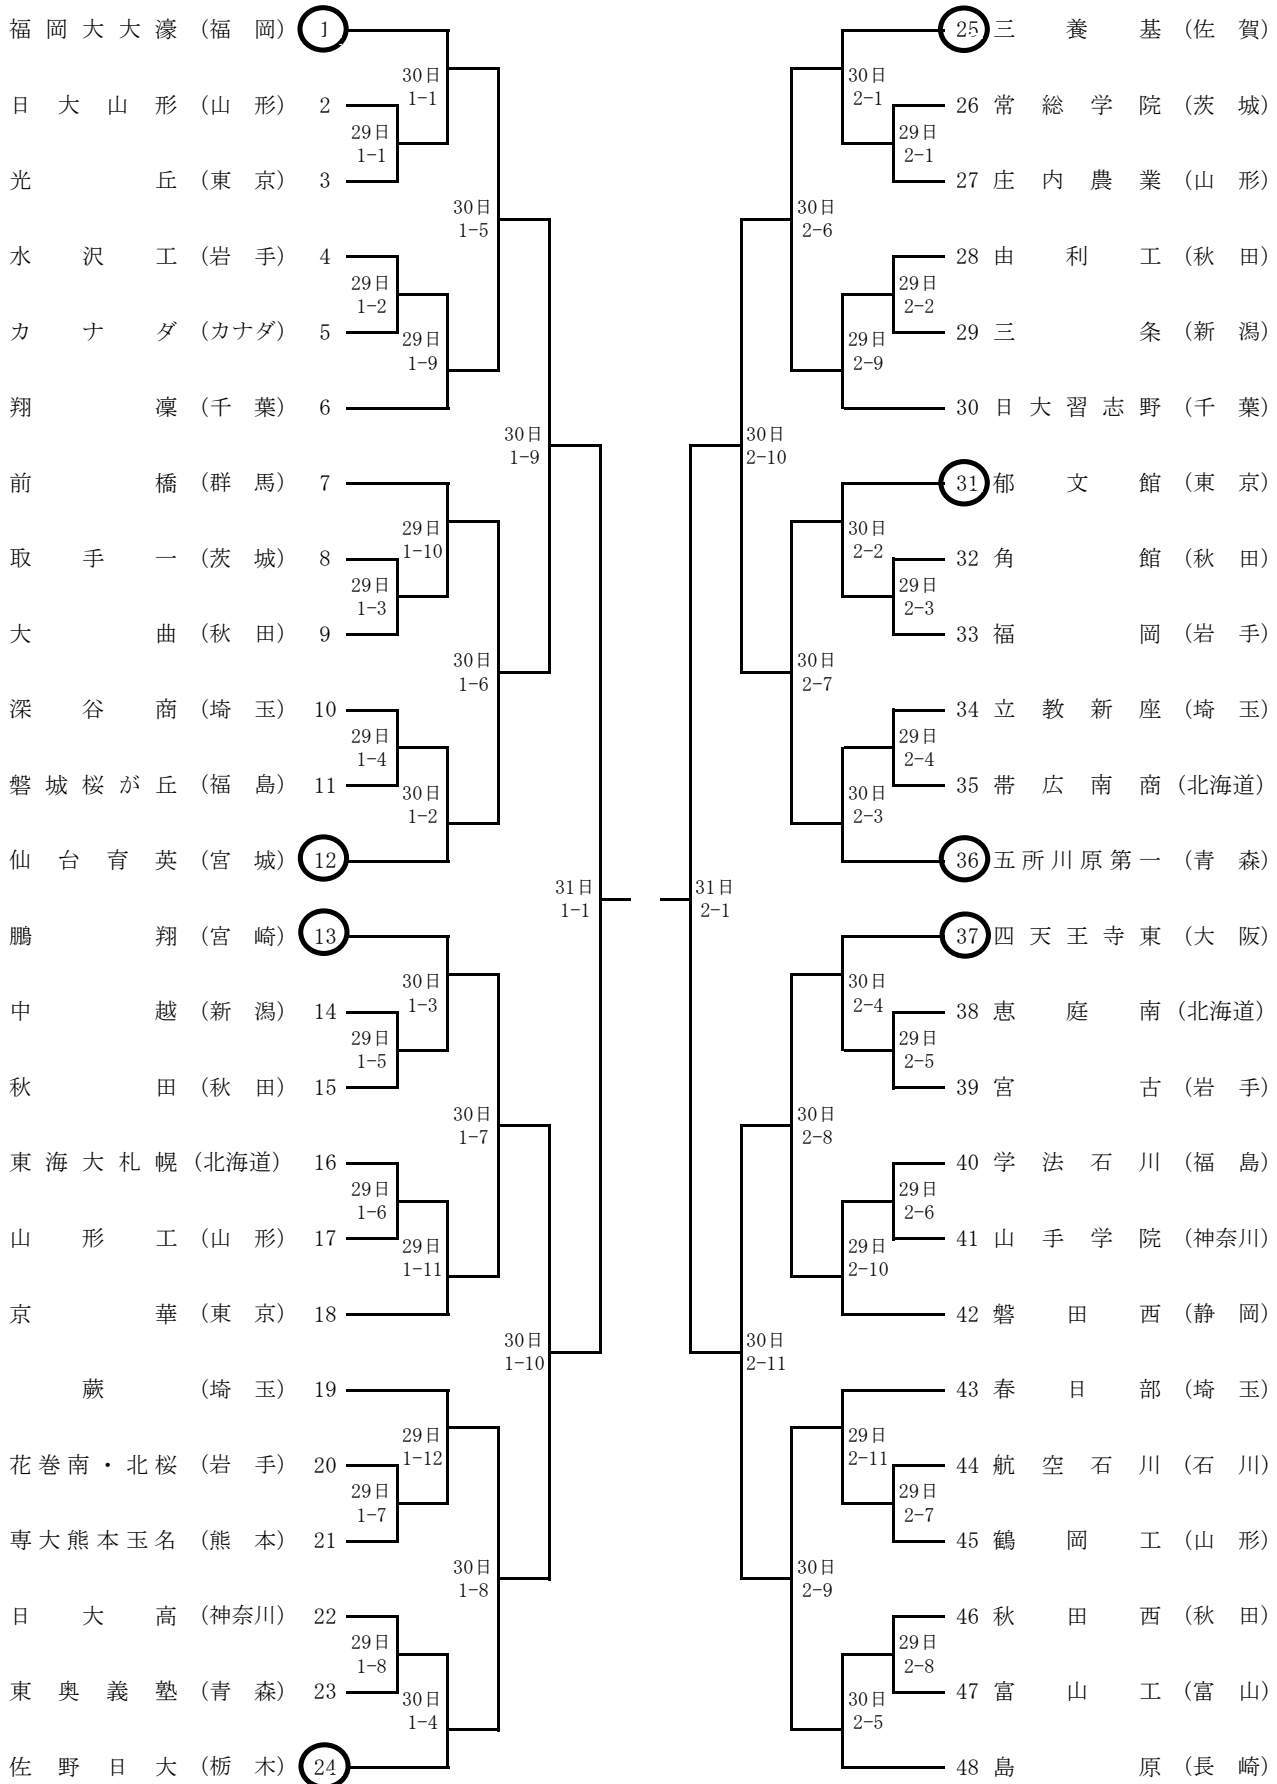 福岡大大濠 (福岡) 1
30日
1-1
日大山形 (山形) 2
29日
1-1
光丘 (東京) 3
30日
1-5
水沢工 (岩手) 4
29日
1-2
カナダ (カナダ) 5
29日
1-9
翔凜 (千葉) 6
30日
1-9
前橋 (群馬) 7
29日
1-10
取手一 (茨城) 8
29日
1-3
大曲 (秋田) 9
30日
1-6
深谷商 (埼玉) 10
29日
1-4
磐城桜が丘 (福島) 11
30日
1-2
仙台育英 (宮城) 12
31日
1-1
鵬翔 (宮崎) 13
30日
1-3
中越 (新潟) 14
29日
1-5
秋田 (秋田) 15
30日
1-7
東海大札幌 (北海道) 16
29日
1-6
山形工 (山形) 17
29日
1-11
京華 (東京) 18
30日
1-10
蕨 (埼玉) 19
29日
1-12
花巻南・北桜 (岩手) 20
29日
1-7
専大熊本玉名 (熊本) 21
30日
1-8
日大高 (神奈川) 22
29日
1-8
東奥義塾 (青森) 23
30日
1-4
佐野日大 (栃木) 24
25 三養基 (佐賀)
30日
2-1
26 常総学院 (茨城)
29日
2-1
27 庄内農業 (山形)
30日
2-6
28 由利工 (秋田)
29日
2-2
29 三条 (新潟)
29日
2-9
30 日大習志野 (千葉)
30日
2-10
31 郁文館 (東京)
30日
2-2
32 角館 (秋田)
29日
2-3
33 福岡 (岩手)
30日
2-7
34 立教新座 (埼玉)
29日
2-4
35 帯広南商 (北海道)
30日
2-3
36 五所川原第一 (青森)
31日
2-1
37 四天王寺東 (大阪)
30日
2-4
38 恵庭南 (北海道)
29日
2-5
39 宮古 (岩手)
30日
2-8
40 学法石川 (福島)
29日
2-6
41 山手学院 (神奈川)
29日
2-10
42 磐田西 (静岡)
30日
2-11
43 春日部 (埼玉)
29日
2-11
44 航空石川 (石川)
29日
2-7
45 鶴岡工 (山形)
30日
2-9
46 秋田西 (秋田)
29日
2-8
47 富山工 (富山)
30日
2-5
48 島原 (長崎)